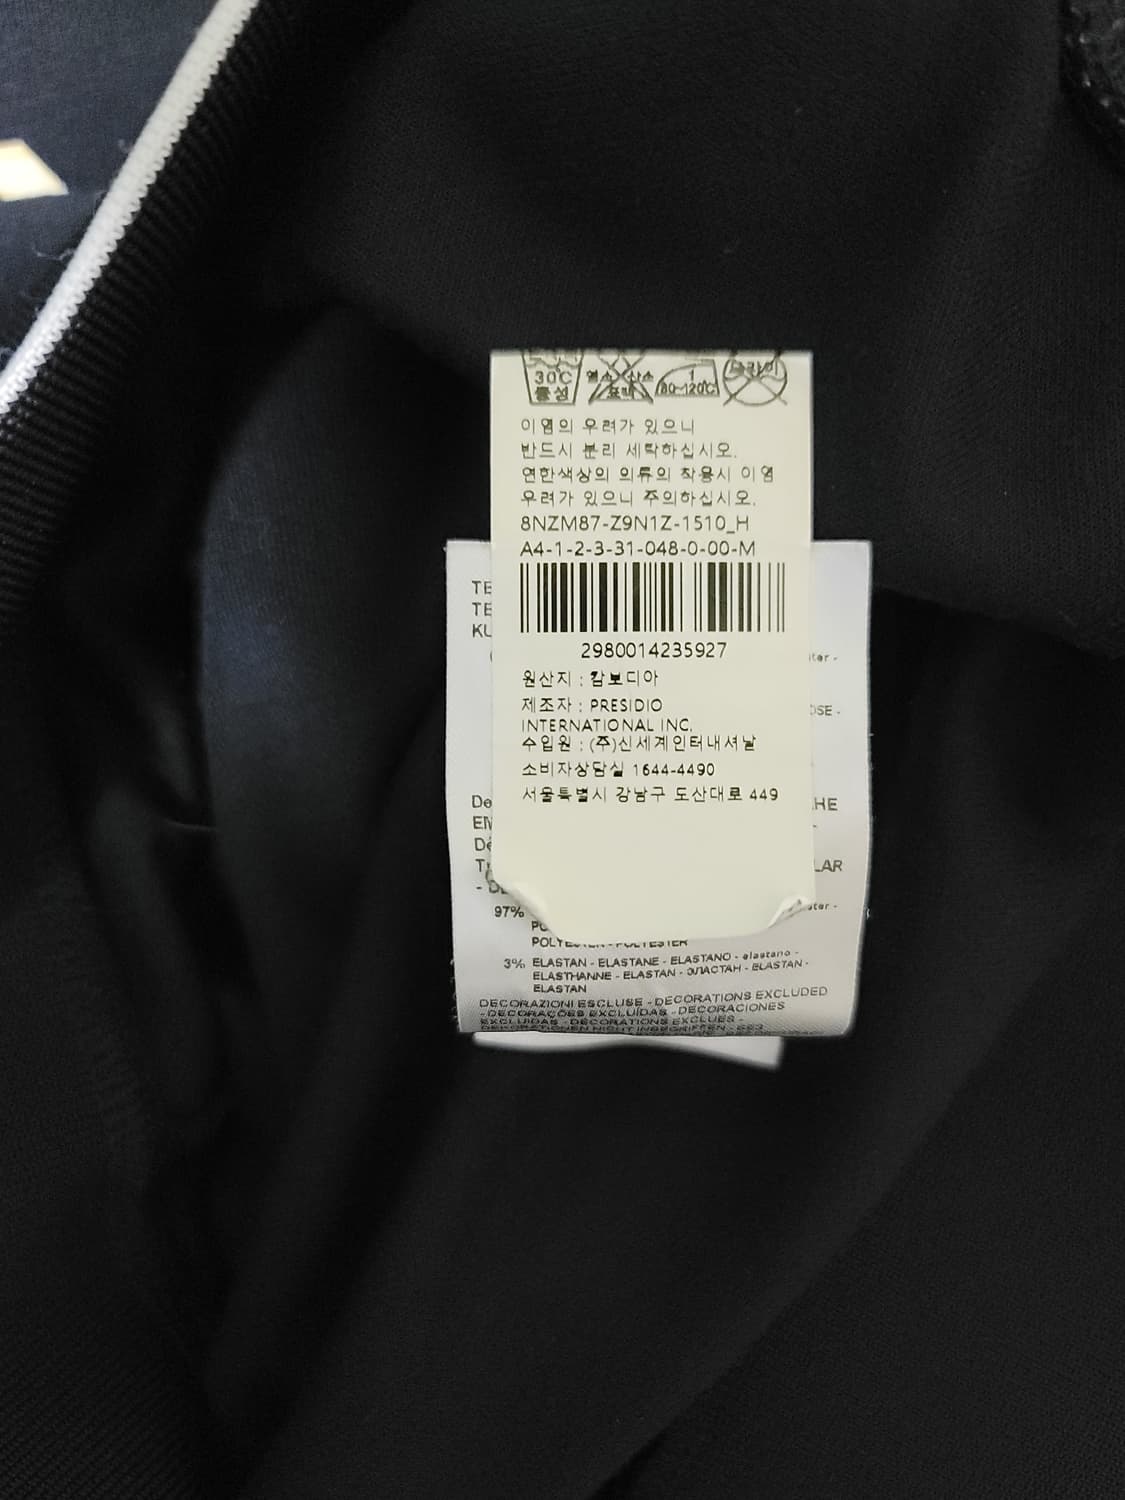 30℃
중성
80~120℃
이염의 우려가 있으니
반드시 분리 세탁하십시오.
연한색상의 의류의 착용시 이염
우려가 있으니 주의하십시오.
8NZM87-Z9N1Z-1510_H
A4-1-2-3-31-048-0-00-M
2980014235927
원산지 : 캄보디아
제조자 : PRESIDIO
INTERNATIONAL INC.
수입원 : (주)신세계인터내셔날
소비자상담실 1644-4490
서울특별시 강남구 도산대로 449
97%
POLYESTER - POLYESTER
3% ELASTAN - ELASTANE - ELASTANO - elastano -
ELASTHANNE - ELASTAN - ЭЛАСТАН - ELASTAN -
ELASTAN
DECORAZIONI ESCLUSE - DECORATIONS EXCLUDED
- DECORAÇÕES EXCLUÍDAS - DECORACIONES
EXCLUIDAS - DÉCORATIONS EXCLUES -
DEKORATIONEN NICHT INBEGRIFFEN